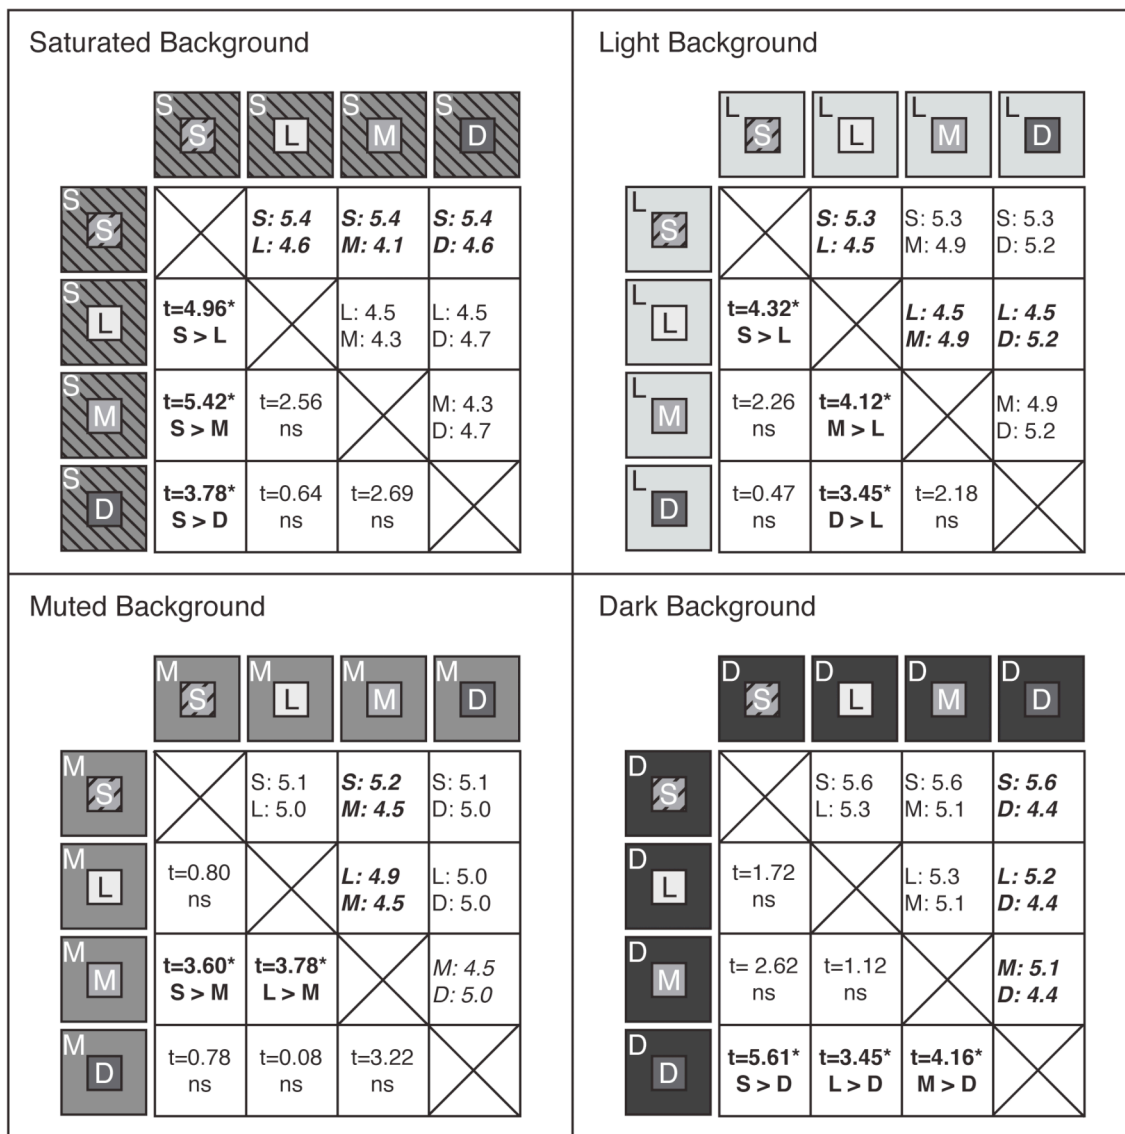 Saturated Background
S S S S
S L M D
S
S
S: 5.4 S: 5.4 S: 5.4
L: 4.6 M: 4.1 D: 4.6
S
L
t=4.96* L: 4.5 L: 4.5
S > L M: 4.3 D: 4.7
S
M
t=5.42* t=2.56 M: 4.3
S > M ns D: 4.7
S
D
t=3.78* t=0.64 t=2.69
S > D ns ns
Light Background
L L L L
S L M D
L
S
S: 5.3 S: 5.3 S: 5.3
L: 4.5 M: 4.9 D: 5.2
L
L
t=4.32* L: 4.5 L: 4.5
S > L M: 4.9 D: 5.2
L
M
t=2.26 t=4.12* M: 4.9
ns M > L D: 5.2
L
D
t=0.47 t=3.45* t=2.18
ns D > L ns
Muted Background
M M M M
S L M D
M
S
S: 5.1 S: 5.2 S: 5.1
L: 5.0 M: 4.5 D: 5.0
M
L
t=0.80 L: 4.9 L: 5.0
ns M: 4.5 D: 5.0
M
M
t=3.60* t=3.78* M: 4.5
S > M L > M D: 5.0
M
D
t=0.78 t=0.08 t=3.22
ns ns ns
Dark Background
D D D D
S L M D
D
S
S: 5.6 S: 5.6 S: 5.6
L: 5.3 M: 5.1 D: 4.4
D
L
t=1.72 L: 5.3 L: 5.2
ns M: 5.1 D: 4.4
D
M
t= 2.62 t=1.12 M: 5.1
ns ns D: 4.4
D
D
t=5.61* t=3.45* t=4.16*
S > D L > D M > D